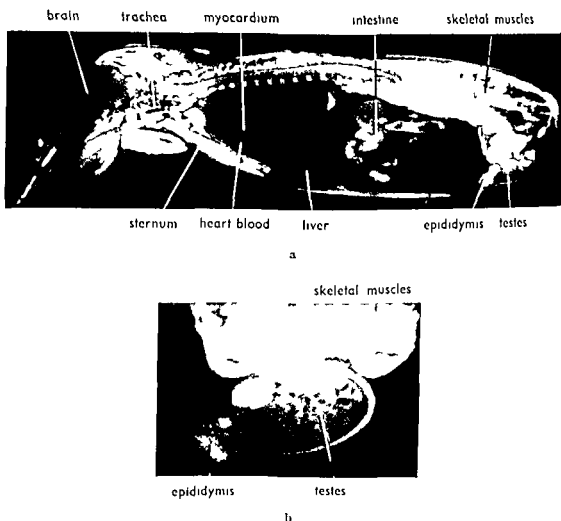 brain trachea myocardium intestine skeletal muscles
sternum heart blood liver epididymis testes
a
skeletal muscles
epididymis testes
b